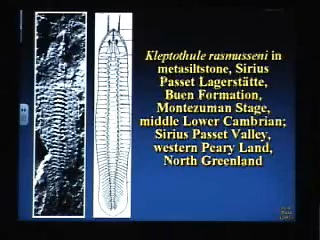 Kleptothule rasmusseni in
metasiltstone, Sirius
Passet Lagerstätte,
Buen Formation,
Montezuman Stage,
middle Lower Cambrian;
Sirius Passet Valley,
western Peary Land,
North Greenland